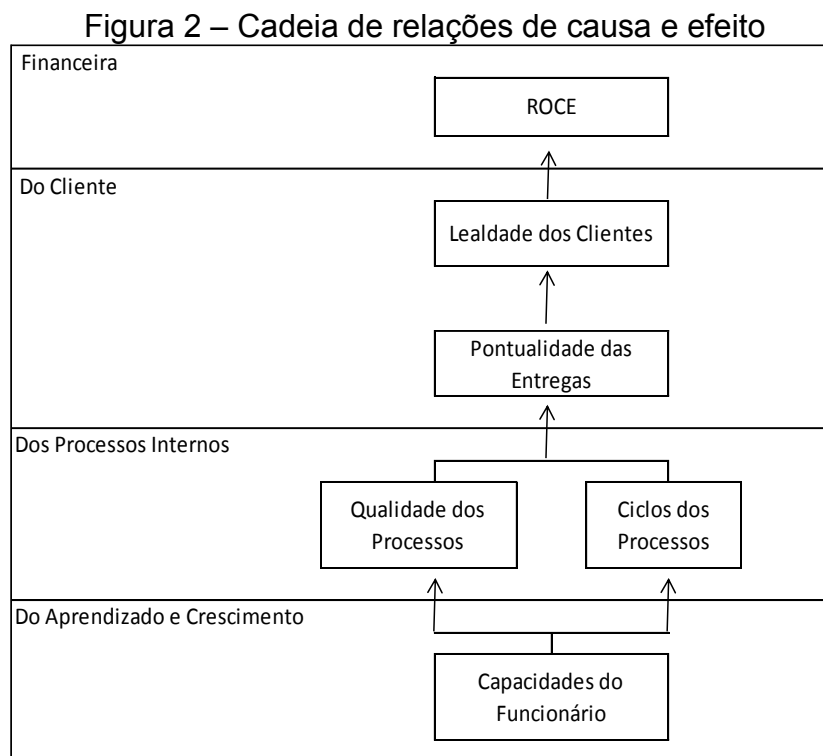 Figura 2 – Cadeia de relações de causa e efeito
Financeira
ROCE
Do Cliente
Lealdade dos Clientes
Pontualidade das
Entregas
Dos Processos Internos
Qualidade dos
Processos
Ciclos dos
Processos
Do Aprendizado e Crescimento
Capacidades do
Funcionário